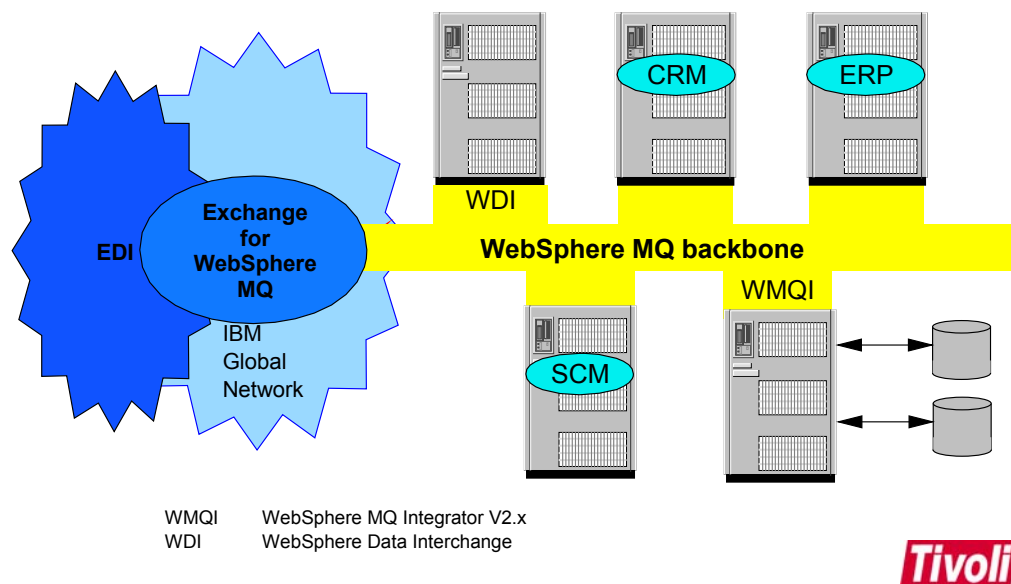 CRM
ERP
WDI
Exchange
for
WebSphere
MQ
EDI
WebSphere MQ backbone
WMQI
IBM
Global
Network
SCM
WMQI WebSphere MQ Integrator V2.x
WDI WebSphere Data Interchange
Tivoli